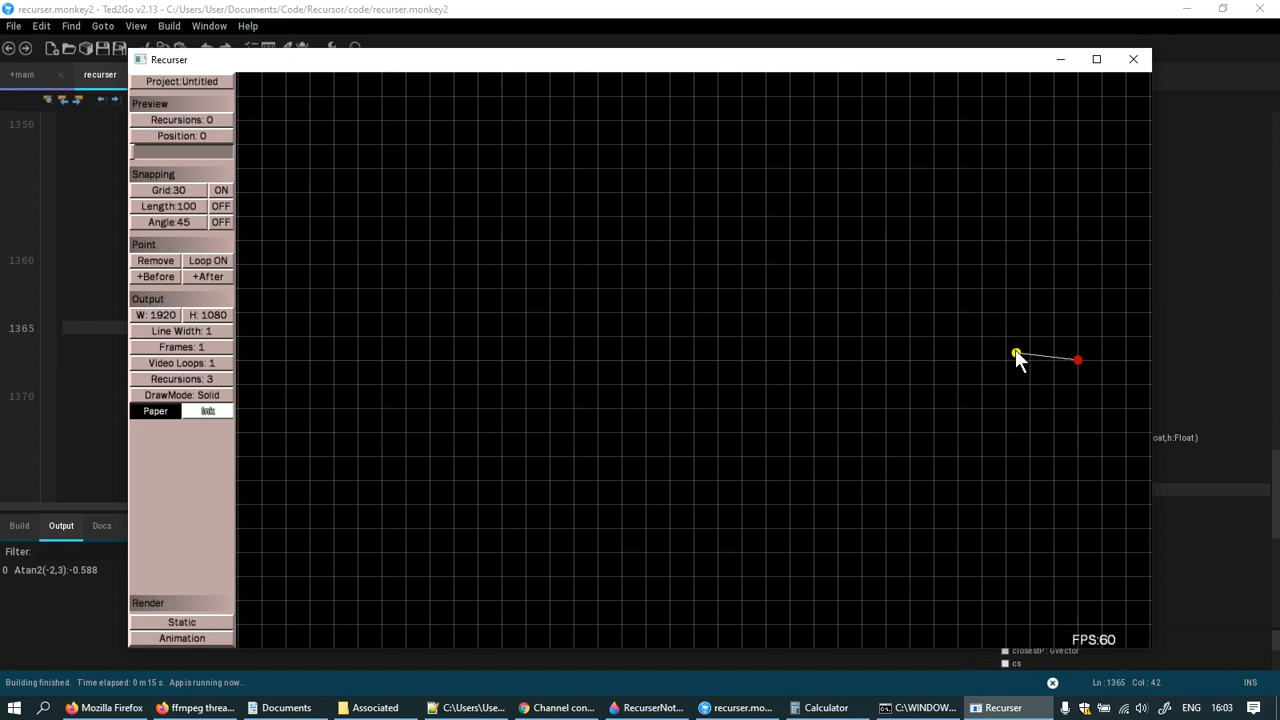 recurser.monkey2 - Ted2Go v2.13 - C:/Users/User/Documents/Code/Recursor/code/recurser.monkey2
File Edit Find Goto View Build Window Help
Recurser
+main recurser
1350
1360
1365
1370
Project:Untitled
Preview
Recursions: 0
Position: 0
Snapping
Grid:30 ON
Length:100 OFF
Angle:45 OFF
Point
Remove Loop ON
+Before +After
Output
W: 1920 H: 1080
Line Width: 1
Frames: 1
Video Loops: 1
Recursions: 3
DrawMode: Solid
Paper Ink
oat,h:Float)
Build Output Docs
Filter:
0 Atan2(-2,3):-0.588
Render
Static
Animation
FPS:60
closestP: Gvector
cs
Building finished. Time elapsed: 0 m 15 s. App is running now...
Ln : 1365 Col : 42 INS
Mozilla Firefox ffmpeg threa... Documents Associated C:/Users/Use... Channel con... RecurserNot... recurser.mo... Calculator C:\WINDOW... Recurser ENG 16:03